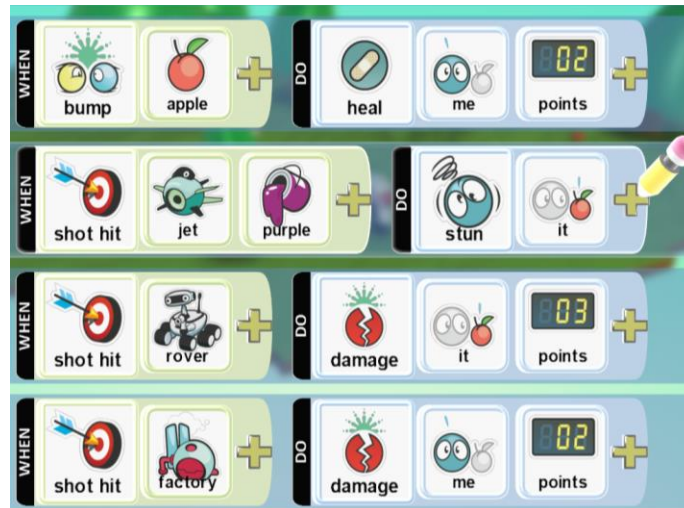 WHEN bump apple DO heal me 02 points
WHEN shot hit jet purple DO stun it
WHEN shot hit rover DO damage it 03 points
WHEN shot hit factory DO damage me 02 points